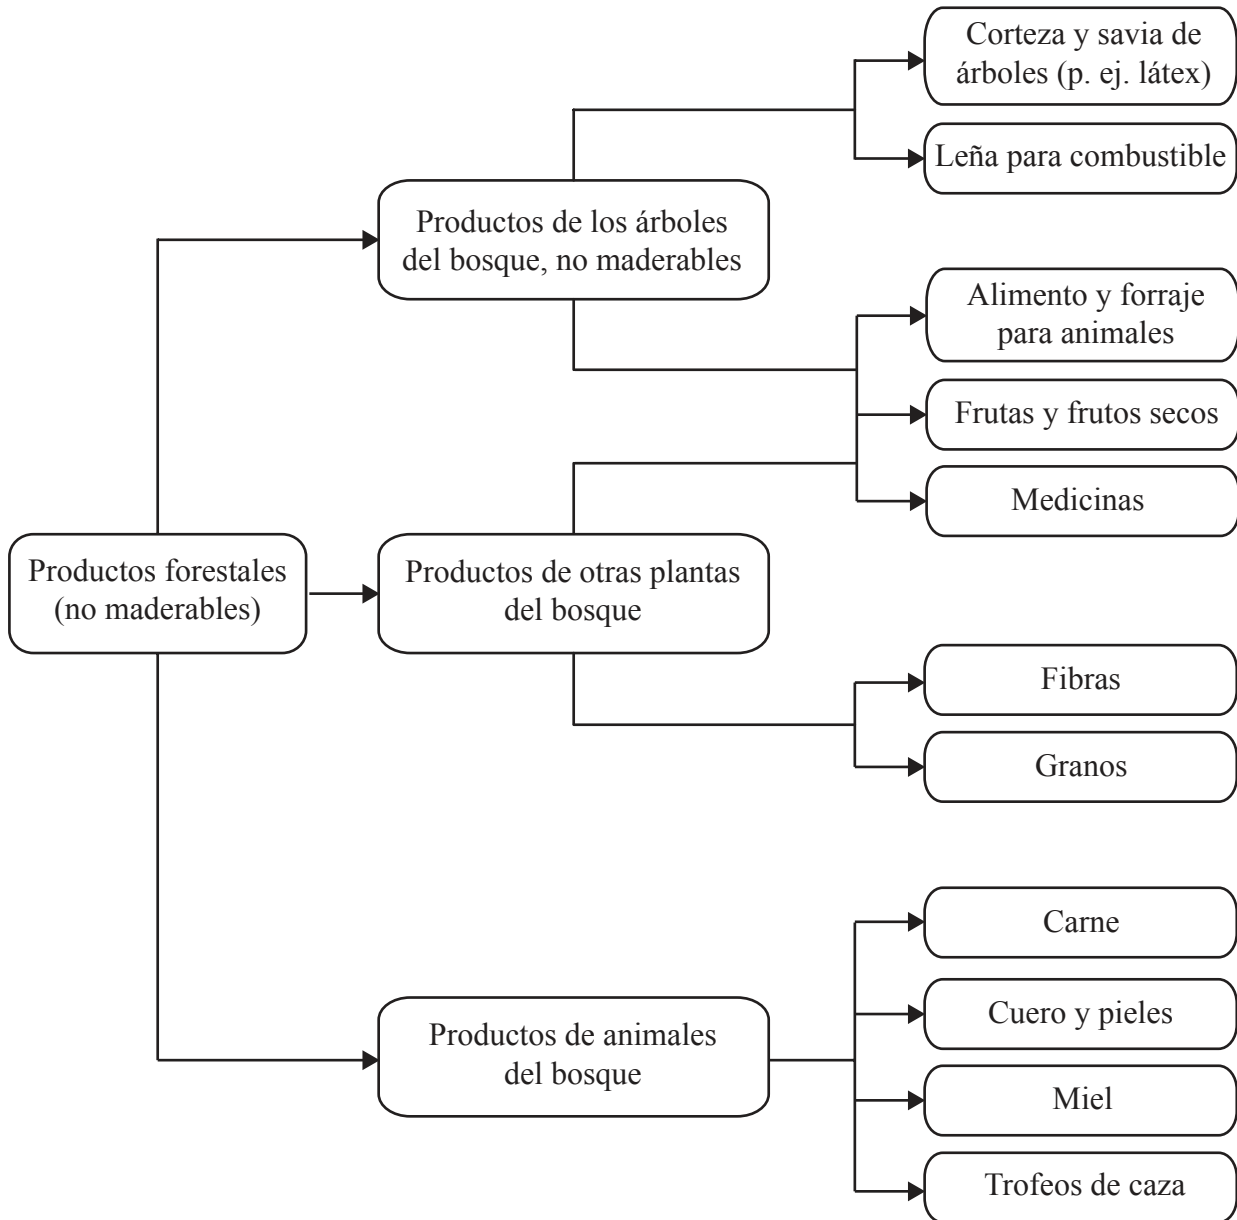 Corteza y savia de
árboles (p. ej. látex)
Leña para combustible
Productos de los árboles
del bosque, no maderables
Alimento y forraje
para animales
Frutas y frutos secos
Medicinas
Productos forestales
(no maderables)
Productos de otras plantas
del bosque
Fibras
Granos
Carne
Cuero y pieles
Productos de animales
del bosque
Miel
Trofeos de caza